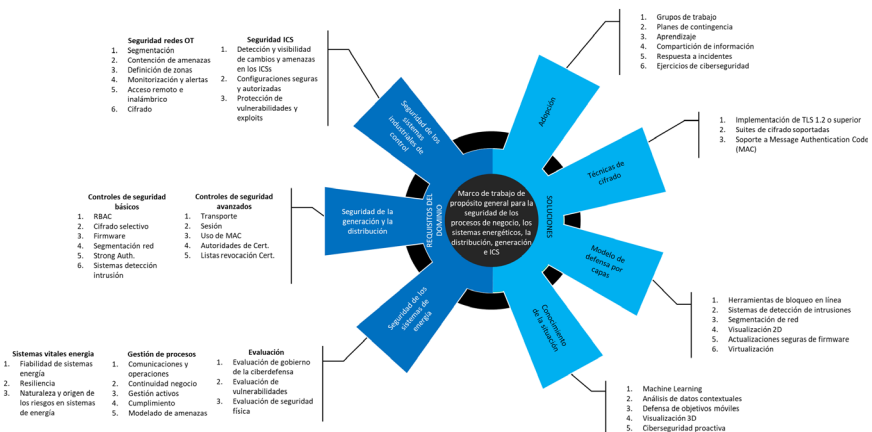 Seguridad redes OT
1. Segmentación
2. Contención de amenazas
3. Definición de zonas
4. Monitorización y alertas
5. Acceso remoto e
inalámbrico
6. Cifrado
Seguridad ICS
1. Detección y visibilidad
de cambios y amenazas
en los ICSs
2. Configuraciones seguras
y autorizadas
3. Protección de
vulnerabilidades y
exploits
Controles de seguridad
básicos
1. RBAC
2. Cifrado selectivo
3. Firmware
4. Segmentación red
5. Strong Auth.
6. Sistemas detección
intrusión
Controles de seguridad
avanzados
1. Transporte
2. Sesión
3. Uso de MAC
4. Autoridades de Cert.
5. Listas revocación Cert.
Sistemas vitales energía
1. Fiabilidad de sistemas
energía
2. Resiliencia
3. Naturaleza y origen de
los riesgos en sistemas
de energía
Gestión de procesos
1. Comunicaciones y
operaciones
2. Continuidad negocio
3. Gestión activos
4. Cumplimiento
5. Modelado de amenazas
Evaluación
1. Evaluación de gobierno
de la ciberdefensa
2. Evaluación de
vulnerabilidades
3. Evaluación de seguridad
física
Seguridad de los
sistemas
industriales de
control
Seguridad de la
generación y la
distribución
Seguridad de los
sistemas de
energía
REQUISITOS DEL
DOMINIO
Marco de trabajo de
propósito general para la
seguridad de los
procesos de negocio, los
sistemas energéticos, la
distribución, generación
e ICS
SOLUCIONES
Adopción
Técnicas de
cifrado
Modelo de
defensa por
capas
Conocimiento
de la situación
1. Grupos de trabajo
2. Planes de contingencia
3. Aprendizaje
4. Compartición de información
5. Respuesta a incidentes
6. Ejercicios de ciberseguridad
1. Implementación de TLS 1.2 o superior
2. Suites de cifrado soportadas
3. Soporte a Message Authentication Code
(MAC)
1. Herramientas de bloqueo en línea
2. Sistemas de detección de intrusiones
3. Segmentación de red
4. Visualización 2D
5. Actualizaciones seguras de firmware
6. Virtualización
1. Machine Learning
2. Análisis de datos contextuales
3. Defensa de objetivos móviles
4. Visualización 3D
5. Ciberseguridad proactiva